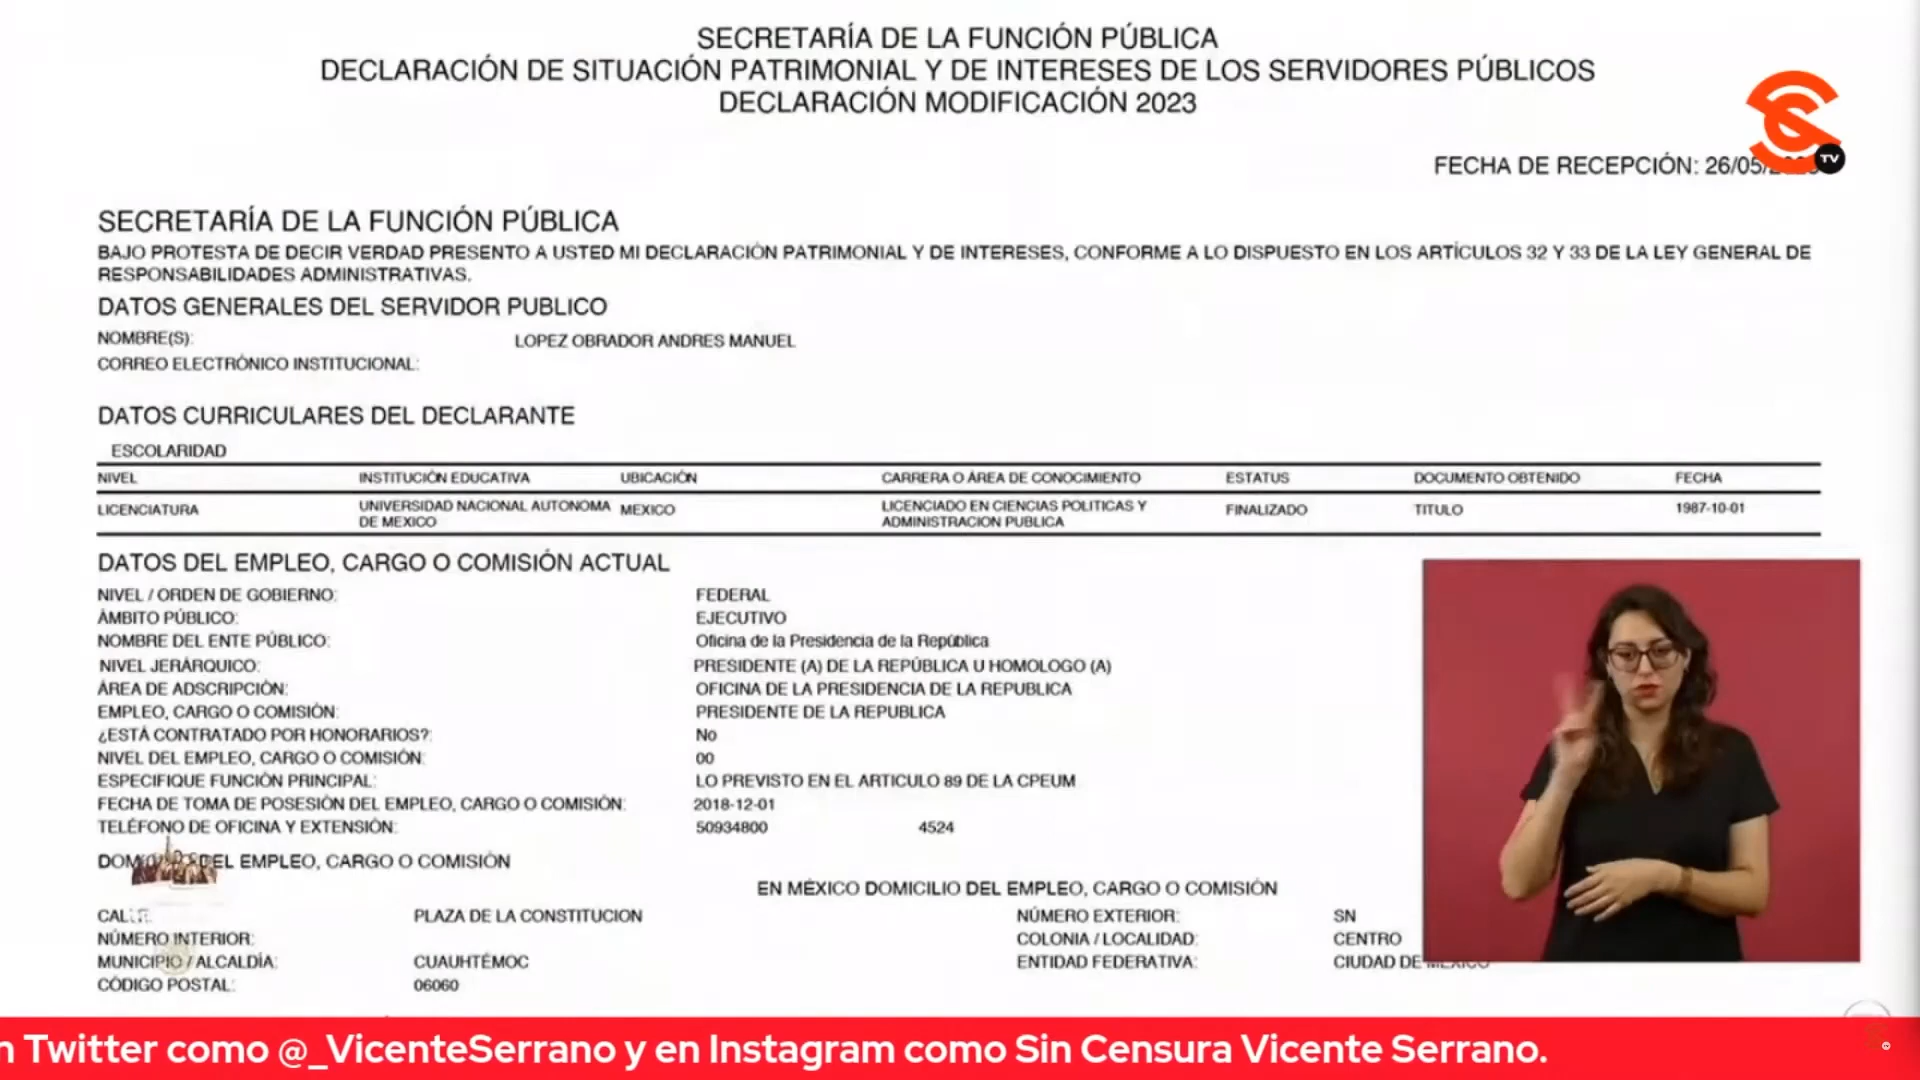 SECRETARÍA DE LA FUNCIÓN PÚBLICA
DECLARACIÓN DE SITUACIÓN PATRIMONIAL Y DE INTERESES DE LOS SERVIDORES PÚBLICOS
DECLARACIÓN MODIFICACIÓN 2023
TV
FECHA DE RECEPCIÓN: 26/05/
SECRETARÍA DE LA FUNCIÓN PÚBLICA
BAJO PROTESTA DE DECIR VERDAD PRESENTO A USTED MI DECLARACIÓN PATRIMONIAL Y DE INTERESES, CONFORME A LO DISPUESTO EN LOS ARTÍCULOS 32 Y 33 DE LA LEY GENERAL DE
RESPONSABILIDADES ADMINISTRATIVAS.
DATOS GENERALES DEL SERVIDOR PUBLICO
NOMBRE(S): LOPEZ OBRADOR ANDRES MANUEL
CORREO ELECTRÓNICO INSTITUCIONAL:
DATOS CURRICULARES DEL DECLARANTE
ESCOLARIDAD
NIVEL INSTITUCIÓN EDUCATIVA UBICACIÓN CARRERA O ÁREA DE CONOCIMIENTO ESTATUS DOCUMENTO OBTENIDO FECHA
LICENCIATURA UNIVERSIDAD NACIONAL AUTONOMA MEXICO LICENCIADO EN CIENCIAS POLITICAS Y FINALIZADO TITULO 1987-10-01
DE MEXICO ADMINISTRACION PUBLICA
DATOS DEL EMPLEO, CARGO O COMISIÓN ACTUAL
NIVEL / ORDEN DE GOBIERNO: FEDERAL
ÁMBITO PÚBLICO: EJECUTIVO
NOMBRE DEL ENTE PÚBLICO: Oficina de la Presidencia de la República
NIVEL JERÁRQUICO: PRESIDENTE (A) DE LA REPÚBLICA U HOMOLOGO (A)
ÁREA DE ADSCRIPCIÓN: OFICINA DE LA PRESIDENCIA DE LA REPUBLICA
EMPLEO, CARGO O COMISIÓN: PRESIDENTE DE LA REPUBLICA
¿ESTÁ CONTRATADO POR HONORARIOS?: No
NIVEL DEL EMPLEO, CARGO O COMISIÓN: 00
ESPECIFIQUE FUNCIÓN PRINCIPAL: LO PREVISTO EN EL ARTICULO 89 DE LA CPEUM
FECHA DE TOMA DE POSESIÓN DEL EMPLEO, CARGO O COMISIÓN: 2018-12-01
TELÉFONO DE OFICINA Y EXTENSIÓN: 50934800 4524
DEL EMPLEO, CARGO O COMISIÓN
EN MÉXICO DOMICILIO DEL EMPLEO, CARGO O COMISIÓN
PLAZA DE LA CONSTITUCION NÚMERO EXTERIOR: SN
NÚMERO INTERIOR: COLONIA / LOCALIDAD: CENTRO
MUNICIPIO / ALCALDÍA: CUAUHTÉMOC ENTIDAD FEDERATIVA: CIUDAD DE MEXICO
CÓDIGO POSTAL: 06060
n Twitter como @_VicenteSerrano y en Instagram como Sin Censura Vicente Serrano.